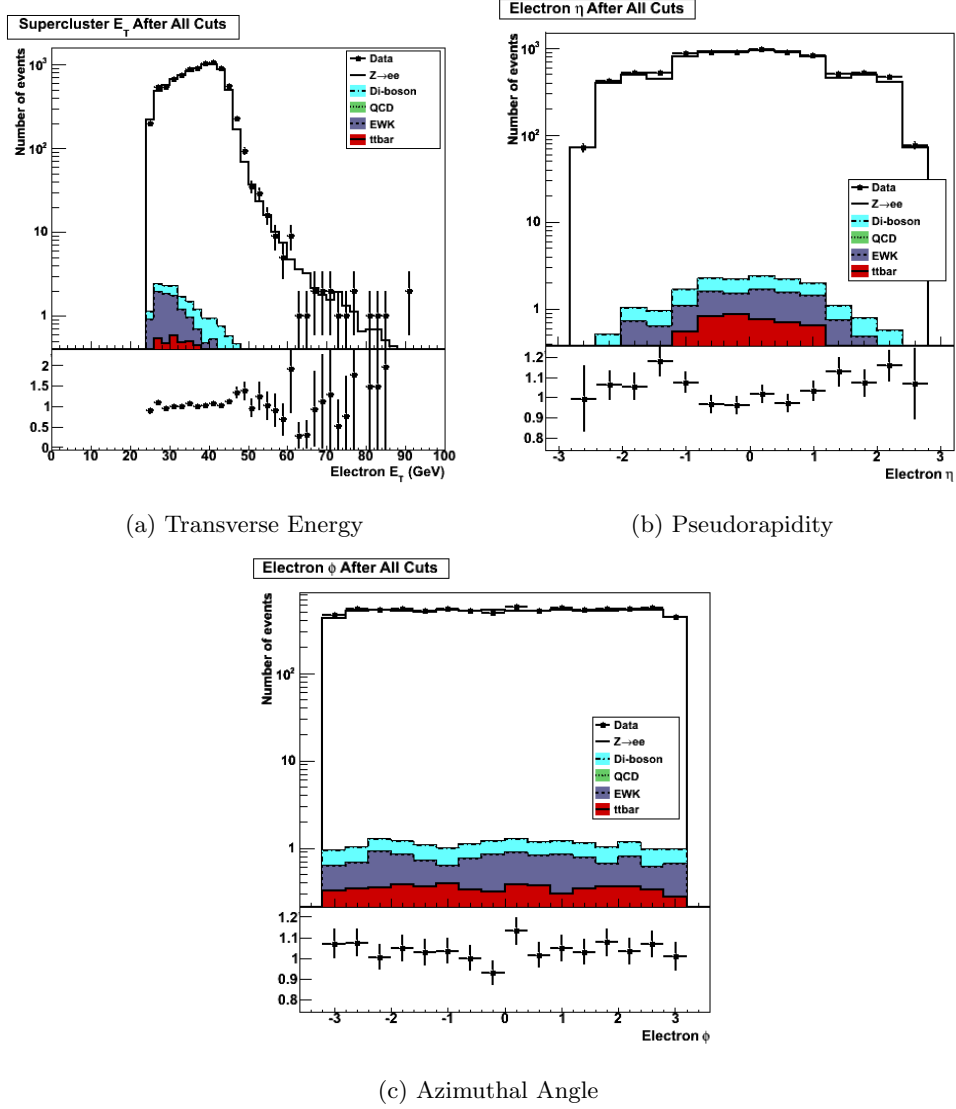 Supercluster E_T After All Cuts
Number of events
10³
10²
10
1
Data
Z→ee
Di-boson
QCD
EWK
ttbar
2
1.5
1
0.5
0
0 10 20 30 40 50 60 70 80 90 100
Electron E_T (GeV)
(a) Transverse Energy
Electron η After All Cuts
Number of events
10³
10²
10
1
Data
Z→ee
Di-boson
QCD
EWK
ttbar
1.2
1.1
1
0.9
0.8
-3 -2 -1 0 1 2 3
Electron η
(b) Pseudorapidity
Electron ϕ After All Cuts
Number of events
10²
10
1
Data
Z→ee
Di-boson
QCD
EWK
ttbar
1.2
1.1
1
0.9
0.8
-3 -2 -1 0 1 2 3
Electron ϕ
(c) Azimuthal Angle